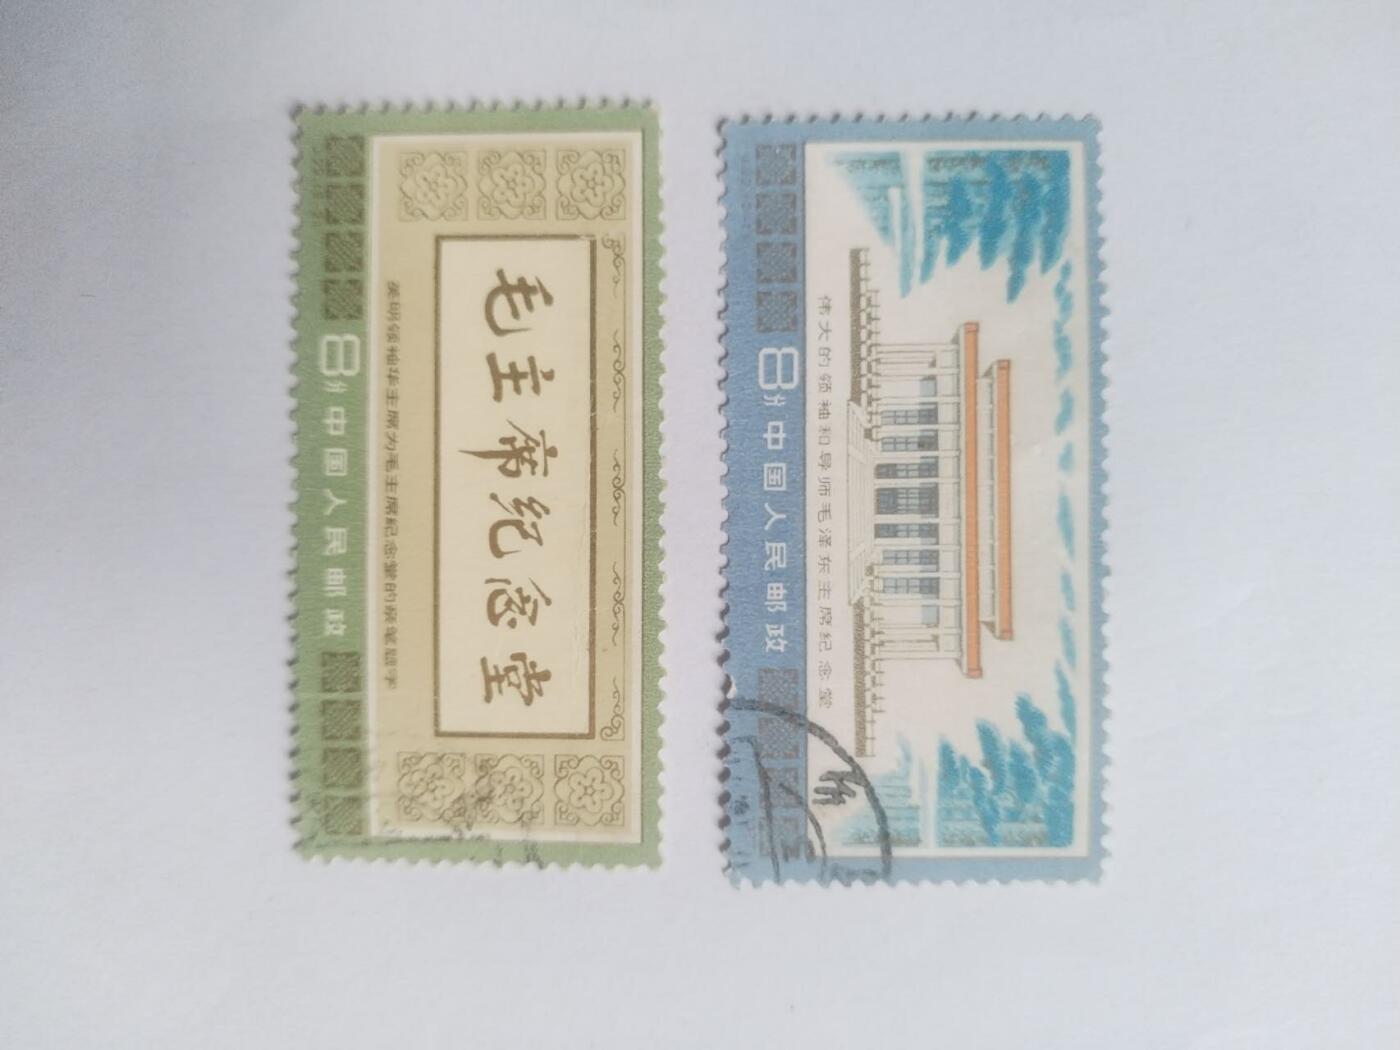 毛主席纪念堂
英明领袖华主席为毛主席纪念堂的亲笔题字
8分 中国人民邮政
伟大的领袖和导师毛泽东主席纪念堂
8分 中国人民邮政